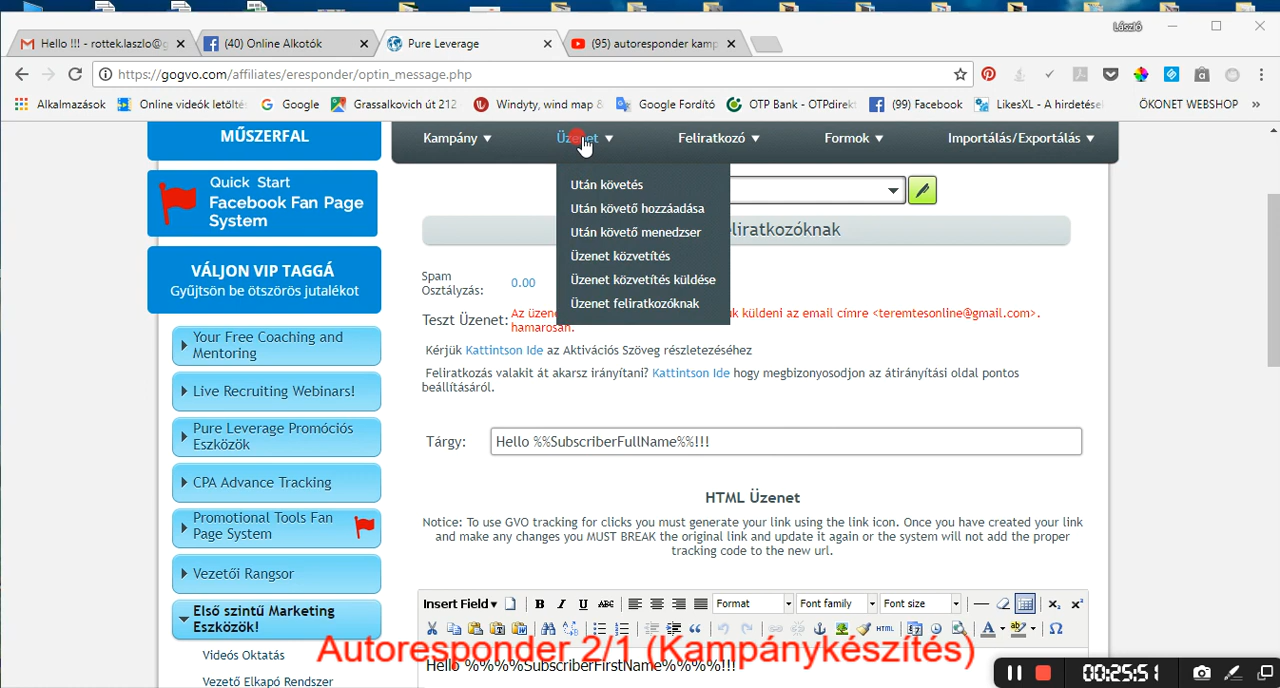 László
Hello !!! - rottek.laszlo@g
(40) Online Alkotók
Pure Leverage
(95) autoresponder kamp
https://gogvo.com/affiliates/eresponder/optin_message.php
Alkalmazások
Online videók letölté
Google
Grassalkovich út 212
Windyty, wind map &
Google Fordító
OTP Bank - OTPdirekt
(99) Facebook
LikesXL - A hirdetése
ÖKONET WEBSHOP
»
MŰSZERFAL
Kampány ▼
Üzenet ▼
Feliratkozó ▼
Formok ▼
Importálás/Exportálás ▼
Quick Start
Facebook Fan Page
System
Után követés
Után követő hozzáadása
Után követő menedzser
Üzenet közvetítés
Üzenet közvetítés küldése
Üzenet feliratkozóknak
eliratkozóknak
VÁLJON VIP TAGGÁ
Gyűjtsön be ötszörös jutalékot
Spam
Osztályzás:
0.00
Teszt Üzenet:
Az üzene
k küldeni az email címre <teremtesonline@gmail.com>.
hamarosan.
Kérjük Kattintson Ide az Aktivációs Szöveg részletezéséhez
Feliratkozás valakit át akarsz irányítani? Kattintson Ide hogy megbizonyosodjon az átirányítási oldal pontos
beállításáról.
Your Free Coaching and
Mentoring
Live Recruiting Webinars!
Pure Leverage Promóciós
Eszközök
CPA Advance Tracking
Promotional Tools Fan
Page System
Vezetői Rangsor
Első szintű Marketing
Eszközök!
Videós Oktatás
Vezető Elkapó Rendszer
Tárgy:
Hello %%SubscriberFullName%%!!!
HTML Üzenet
Notice: To use GVO tracking for clicks you must generate your link using the link icon. Once you have created your link
and make any changes you MUST BREAK the original link and update it again or the system will not add the proper
tracking code to the new url.
Insert Field▾
B I U ABC
Format
Font family
Font size
HTML
Hello %%%%SubscriberFirstName%%%%!!!
Autoresponder 2/1 (Kampánykészítés)
00:25:51